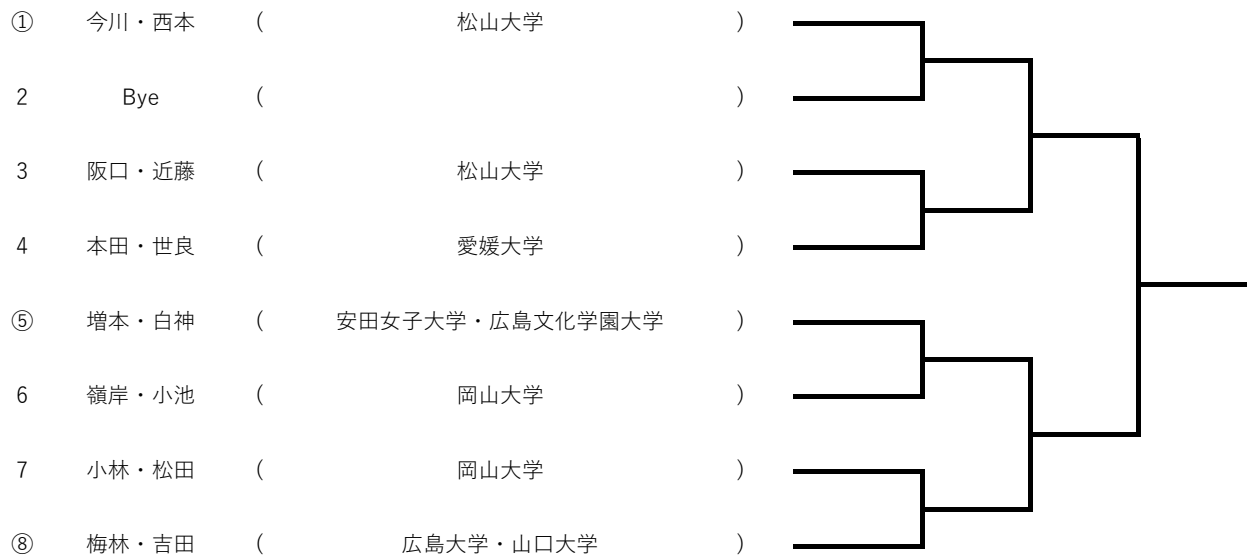 ① 今川・西本 ( 松山大学 )
2 Bye ( )
3 阪口・近藤 ( 松山大学 )
4 本田・世良 ( 愛媛大学 )
⑤ 増本・白神 ( 安田女子大学・広島文化学園大学 )
6 嶺岸・小池 ( 岡山大学 )
7 小林・松田 ( 岡山大学 )
⑧ 梅林・吉田 ( 広島大学・山口大学 )